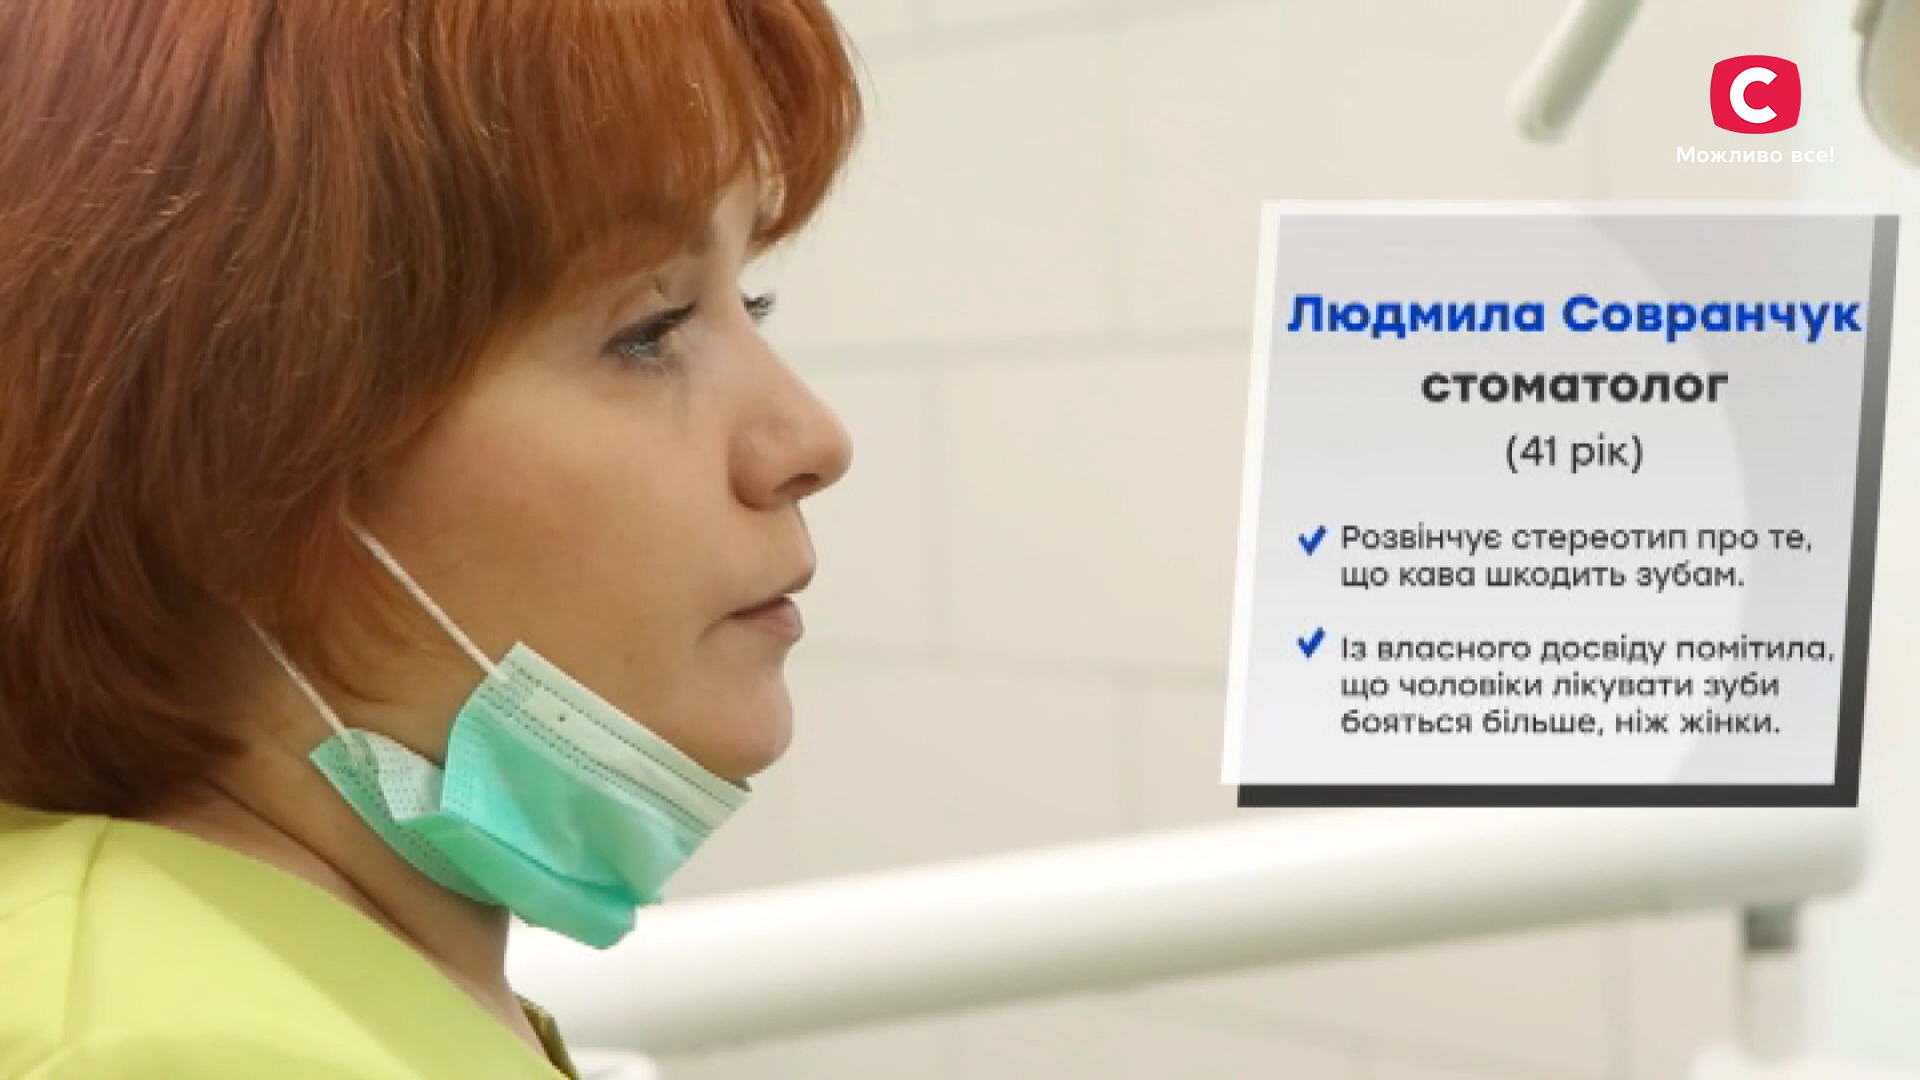 С
Можливо все!
Людмила Совранчук
стоматолог
(41 рік)
Розвінчує стереотип про те,
що кава шкодить зубам.
Із власного досвіду помітила,
що чоловіки лікувати зуби
бояться більше, ніж жінки.